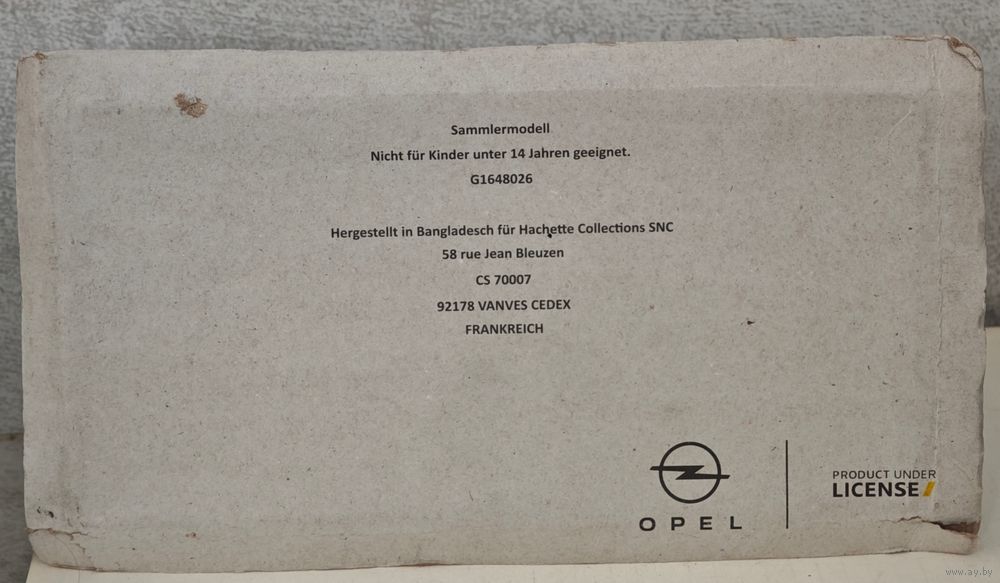 Sammlermodell
Nicht für Kinder unter 14 Jahren geeignet.
G1648026
Hergestellt in Bangladesch für Hachette Collections SNC
58 rue Jean Bleuzen
CS 70007
92178 VANVES CEDEX
FRANKREICH
OPEL
PRODUCT UNDER
LICENSE
www.ay.by